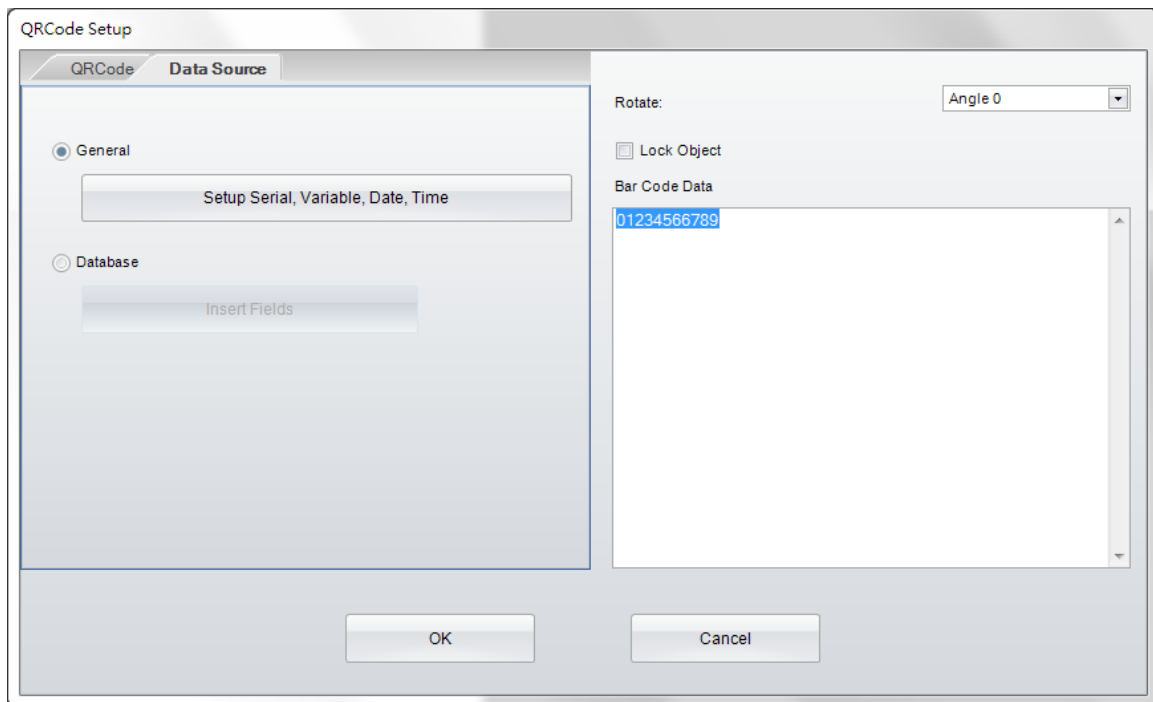 QRCode Setup
QRCode Data Source
General
Setup Serial, Variable, Date, Time
Database
Insert Fields
Rotate: Angle 0
Lock Object
Bar Code Data
01234566789
OK Cancel